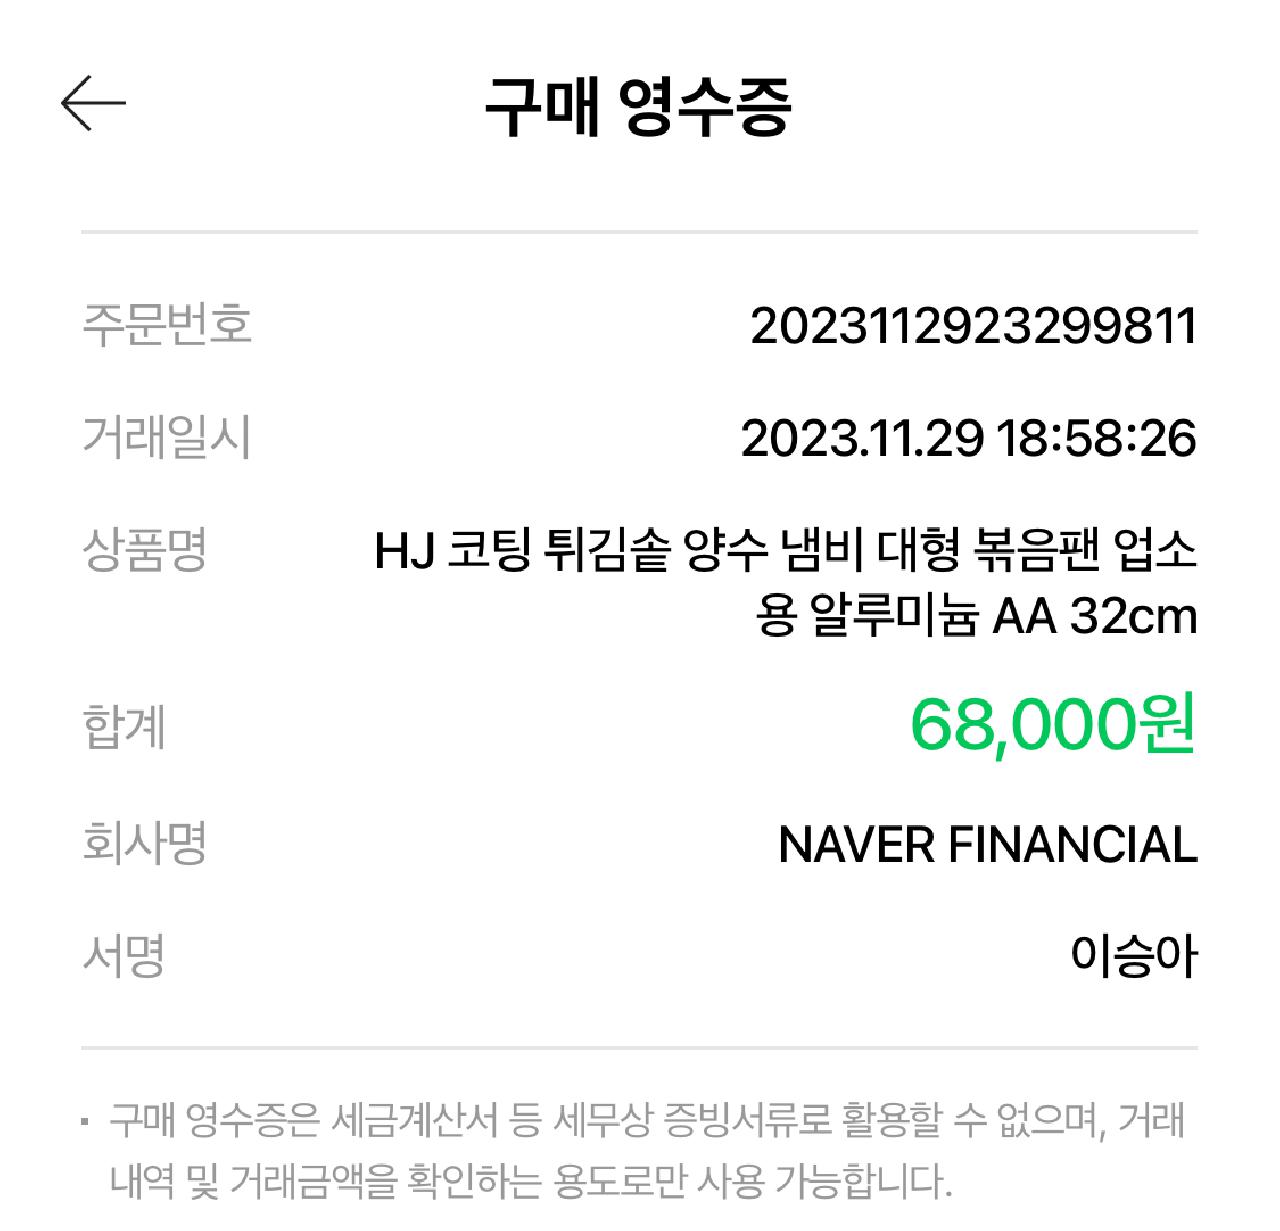 구매 영수증
주문번호 2023112923299811
거래일시 2023.11.29 18:58:26
상품명 HJ 코팅 튀김솥 양수 냄비 대형 볶음팬 업소
용 알루미늄 AA 32cm
합계 68,000원
회사명 NAVER FINANCIAL
서명 이승아
· 구매 영수증은 세금계산서 등 세무상 증빙서류로 활용할 수 없으며, 거래
내역 및 거래금액을 확인하는 용도로만 사용 가능합니다.